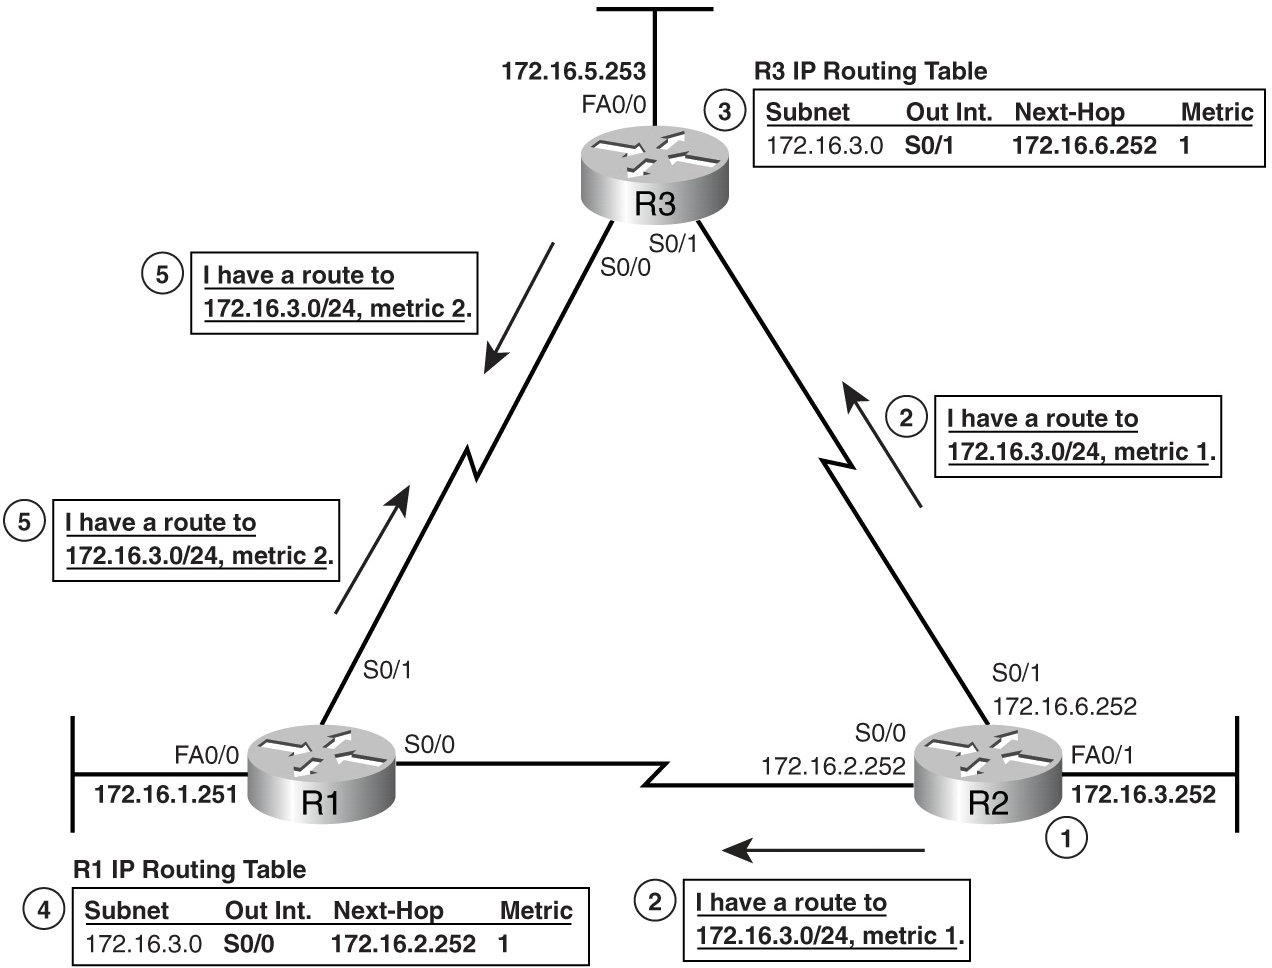 172.16.5.253
FA0/0
R3 IP Routing Table
3
Subnet Out Int. Next-Hop Metric
172.16.3.0 S0/1 172.16.6.252 1
R3
S0/1
S0/0
5
I have a route to
172.16.3.0/24, metric 2.
2
I have a route to
172.16.3.0/24, metric 1.
5
I have a route to
172.16.3.0/24, metric 2.
S0/1
FA0/0
172.16.1.251
S0/0
R1
S0/0
172.16.2.252
S0/1
172.16.6.252
FA0/1
172.16.3.252
R2
1
R1 IP Routing Table
4
Subnet Out Int. Next-Hop Metric
172.16.3.0 S0/0 172.16.2.252 1
2
I have a route to
172.16.3.0/24, metric 1.